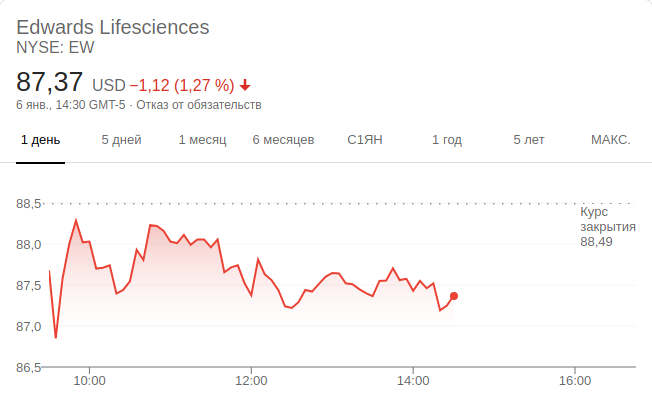 Edwards Lifesciences
NYSE: EW
87,37 USD −1,12 (1,27 %)
6 янв., 14:30 GMT-5 · Отказ от обязательств
1 день 5 дней 1 месяц 6 месяцев С1ЯН 1 год 5 лет МАКС.
88,5
Курс
закрытия
88,49
88,0
87,5
87,0
86,5
10:00 12:00 14:00 16:00